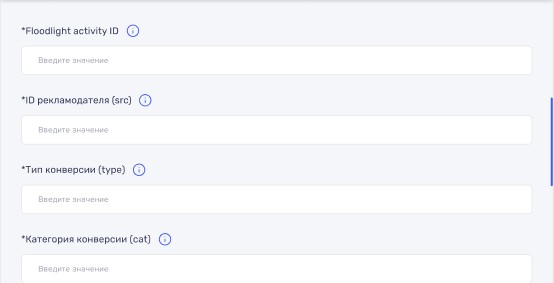 *Floodlight activity ID
Введите значение
*ID рекламодателя (src)
Введите значение
*Тип конверсии (type)
Введите значение
*Категория конверсии (cat)
Введите значение